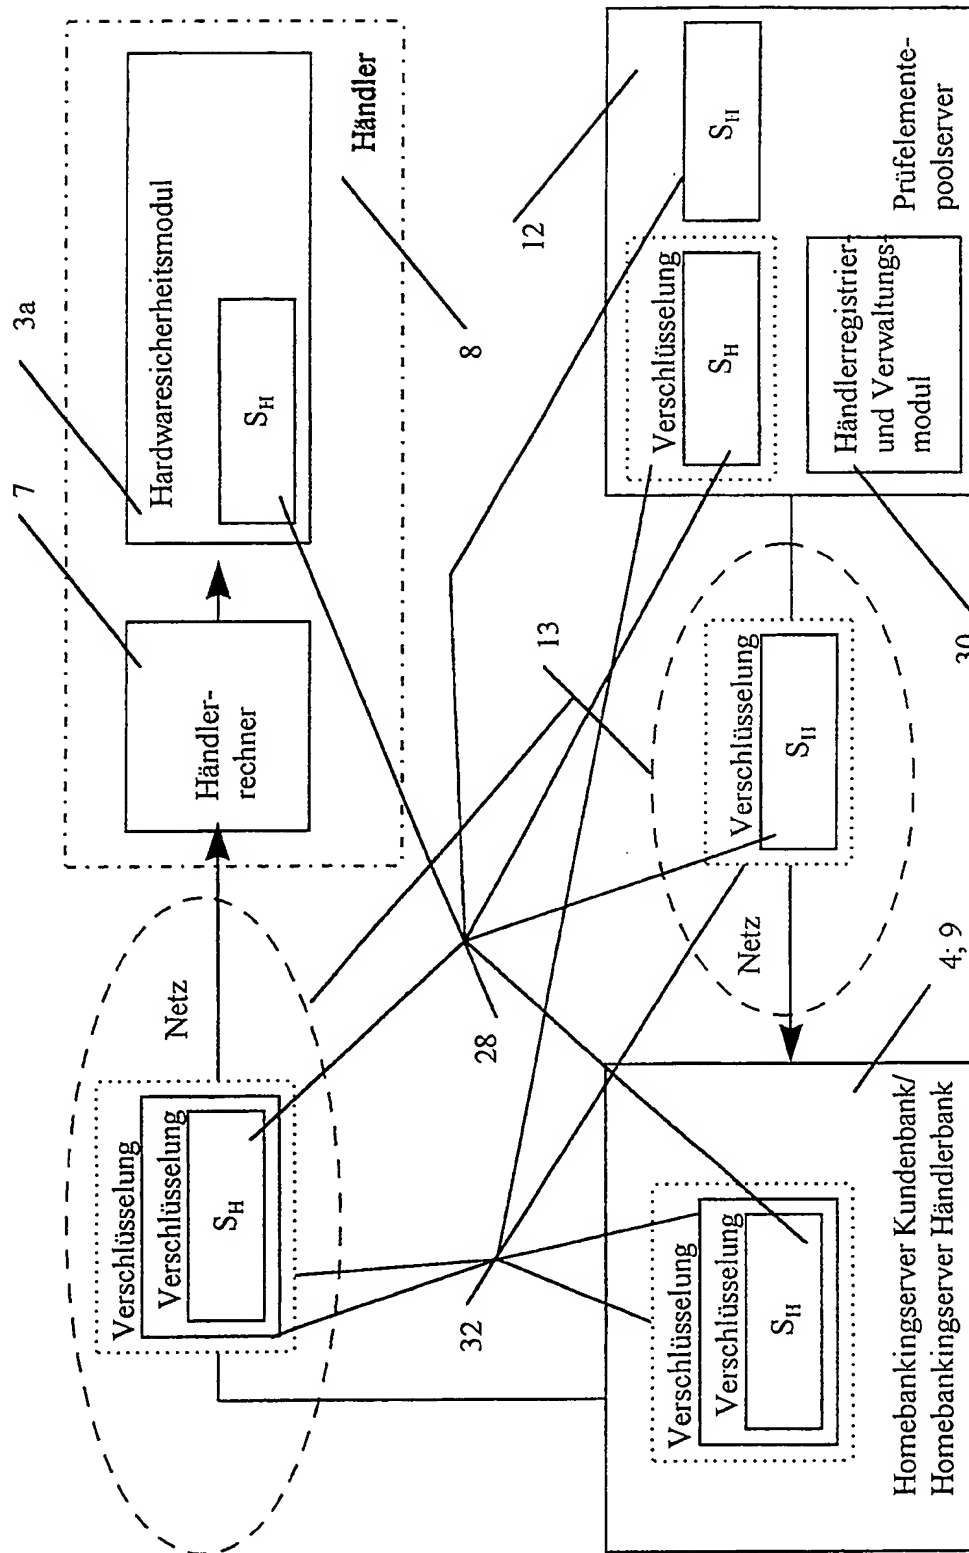 7
3a
Verschlüsselung
Verschlüsselung
S_H
Netz
Händler-
rechner
Hardwaresicherheitsmodul
S_H
Händler
8
32
28
13
12
Verschlüsselung
Verschlüsselung
S_H
Homebankingserver Kundenbank/
Homebankingserver Händlerbank
4; 9
Netz
Verschlüsselung
S_H
Verschlüsselung
S_H
S_H
Händlerregistrier-
und Verwaltungs-
modul
Prüfelemente-
poolserver
30